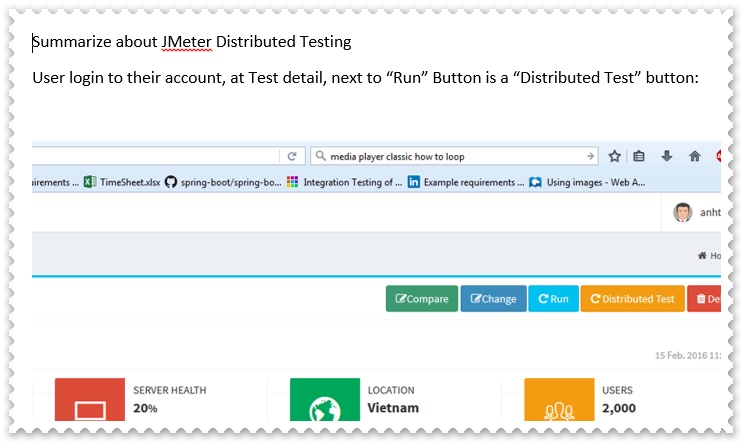 Summarize about JMeter Distributed Testing
User login to their account, at Test detail, next to “Run” Button is a “Distributed Test” button:
media player classic how to loop
uirements ... TimeSheet.xlsx spring-boot/spring-bo... Integration Testing of ... Example requirements ... Using images - Web A...
anht
Ho
Compare Change Run Distributed Test De
15 Feb. 2016 11:
SERVER HEALTH LOCATION USERS
20% Vietnam 2,000